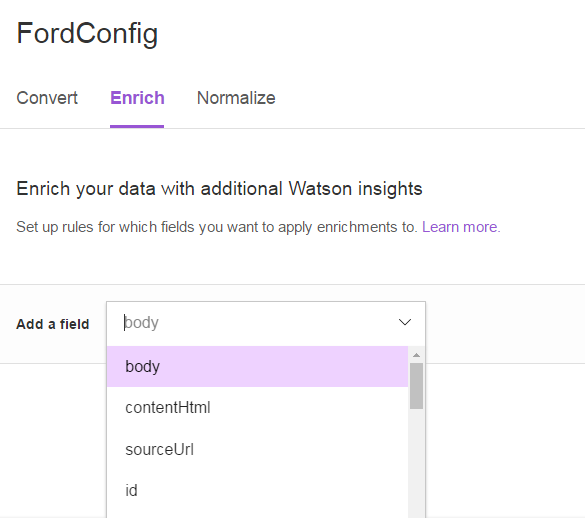 FordConfig
Convert Enrich Normalize
Enrich your data with additional Watson insights
Set up rules for which fields you want to apply enrichments to. Learn more.
Add a field body
body
contentHtml
sourceUrl
id